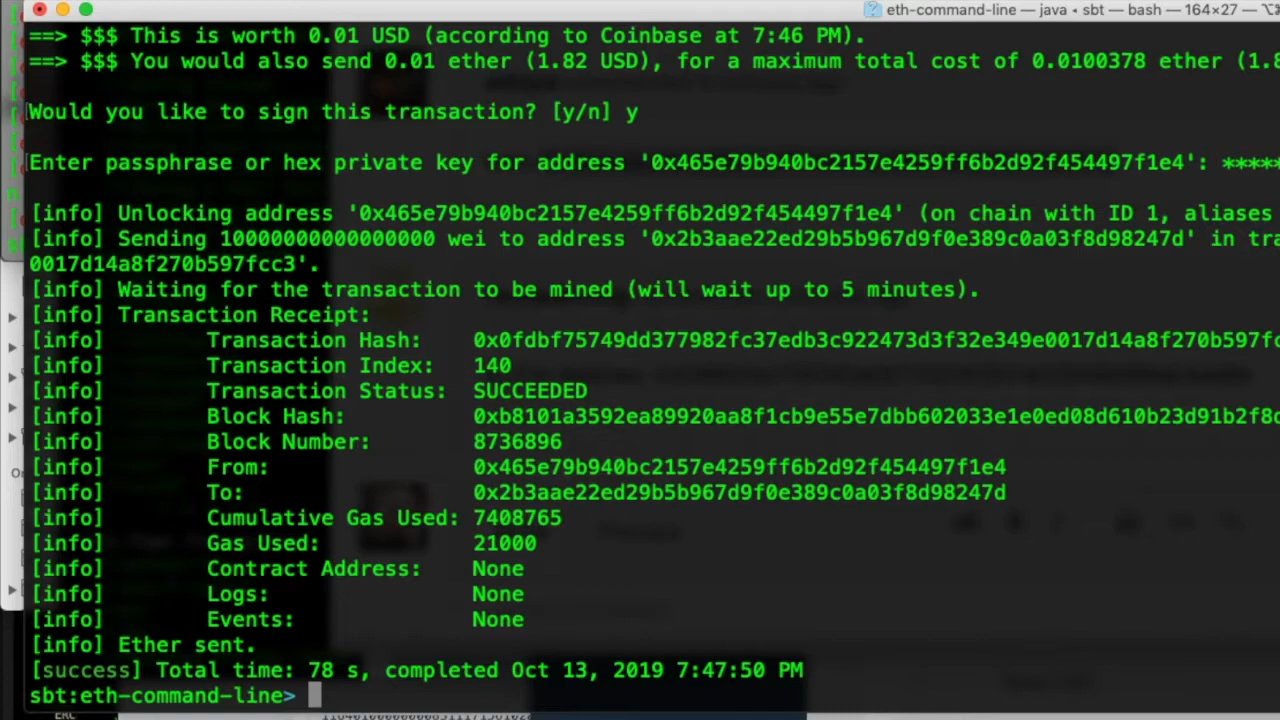 eth-command-line — java ◂ sbt — bash — 164×27
==> $$$ This is worth 0.01 USD (according to Coinbase at 7:46 PM).
==> $$$ You would also send 0.01 ether (1.82 USD), for a maximum total cost of 0.0100378 ether (1.8
Would you like to sign this transaction? [y/n] y
Enter passphrase or hex private key for address '0x465e79b940bc2157e4259ff6b2d92f454497f1e4': *****
[info] Unlocking address '0x465e79b940bc2157e4259ff6b2d92f454497f1e4' (on chain with ID 1, aliases
[info] Sending 10000000000000000 wei to address '0x2b3aae22ed29b5b967d9f0e389c0a03f8d98247d' in tra
0017d14a8f270b597fcc3'.
[info] Waiting for the transaction to be mined (will wait up to 5 minutes).
[info] Transaction Receipt:
[info] Transaction Hash: 0x0fdbf75749dd377982fc37edb3c922473d3f32e349e0017d14a8f270b597fc
[info] Transaction Index: 140
[info] Transaction Status: SUCCEEDED
[info] Block Hash: 0xb8101a3592ea89920aa8f1cb9e55e7dbb602033e1e0ed08d610b23d91b2f8d
[info] Block Number: 8736896
[info] From: 0x465e79b940bc2157e4259ff6b2d92f454497f1e4
[info] To: 0x2b3aae22ed29b5b967d9f0e389c0a03f8d98247d
[info] Cumulative Gas Used: 7408765
[info] Gas Used: 21000
[info] Contract Address: None
[info] Logs: None
[info] Events: None
[info] Ether sent.
[success] Total time: 78 s, completed Oct 13, 2019 7:47:50 PM
sbt:eth-command-line>